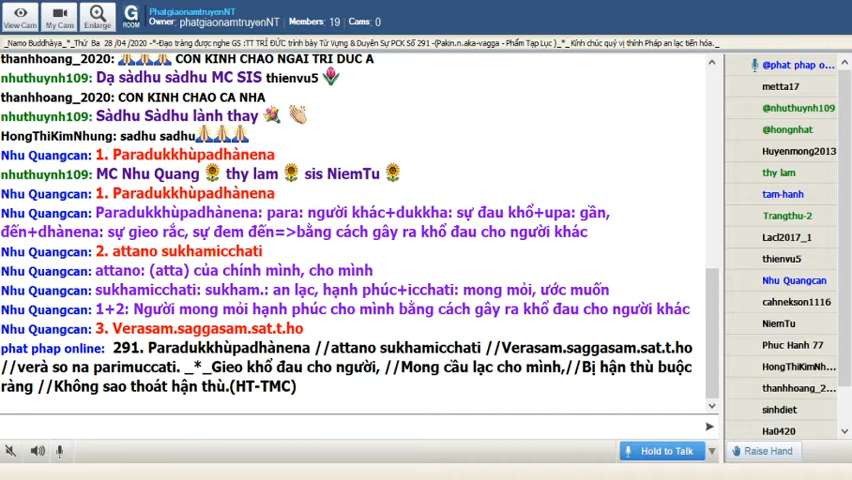 View Cam
My Cam
Enlarge
G
ROOM
PhatgiaonamtruyenNT
Owner: phatgiaonamtruyenNT
Members: 19
Cams: 0
_Namo Buddhàya_*_Thứ Ba 28 /04 /2020 -*-Đạo tràng được nghe GS :TT TRÍ ĐỨC trình bày Từ Vựng & Duyên Sự PCK Số 291 -(Pakin.n.aka-vagga - Phẩm Tạp Lục )_*_ Kính chúc quý vị thính Pháp an lạc tiến hóa._
thanhhoang_2020: 🙏🙏🙏 CON KINH CHAO NGAI TRI DUC A
nhuthuynh109: Dạ sàdhu sàdhu MC SIS thienvu5 🌷
thanhhoang_2020: CON KINH CHAO CA NHA
nhuthuynh109: Sàdhu Sàdhu lành thay 💐 👏
HongThiKimNhung: sadhu sadhu🙏🙏🙏
Nhu Quangcan: 1. Paradukkhùpadhànena
nhuthuynh109: MC Nhu Quang 🌻 thy lam 🌻 sis NiemTu 🌻
Nhu Quangcan: 1. Paradukkhùpadhànena
Nhu Quangcan: Paradukkhùpadhànena: para: người khác+dukkha: sự đau khổ+upa: gần,
đến+dhànena: sự gieo rắc, sự đem đến=>bằng cách gây ra khổ đau cho người khác
Nhu Quangcan: 2. attano sukhamicchati
Nhu Quangcan: attano: (atta) của chính mình, cho mình
Nhu Quangcan: sukhamicchati: sukham.: an lạc, hạnh phúc+icchati: mong mỏi, ước muốn
Nhu Quangcan: 1+2: Người mong mỏi hạnh phúc cho mình bằng cách gây ra khổ đau cho người khác
Nhu Quangcan: 3. Verasam.saggasam.sat.t.ho
phat phap online: 291. Paradukkhùpadhànena //attano sukhamicchati //Verasam.saggasam.sat.t.ho
//verà so na parimuccati. _*_Gieo khổ đau cho người, //Mong cầu lạc cho mình,//Bị hận thù buộc
ràng //Không sao thoát hận thù.(HT-TMC)
@phat phap o...
metta17
@nhuthuynh109
@hongnhat
Huyenmong2013
thy lam
tam-hanh
Trangthu-2
Lacl2017_1
thienvu5
Nhu Quangcan
cahnekson1116
NiemTu
Phuc Hanh 77
HongThiKimN...
thanhhoang_2...
sinhdiet
Ha0420
Hold to Talk
Raise Hand